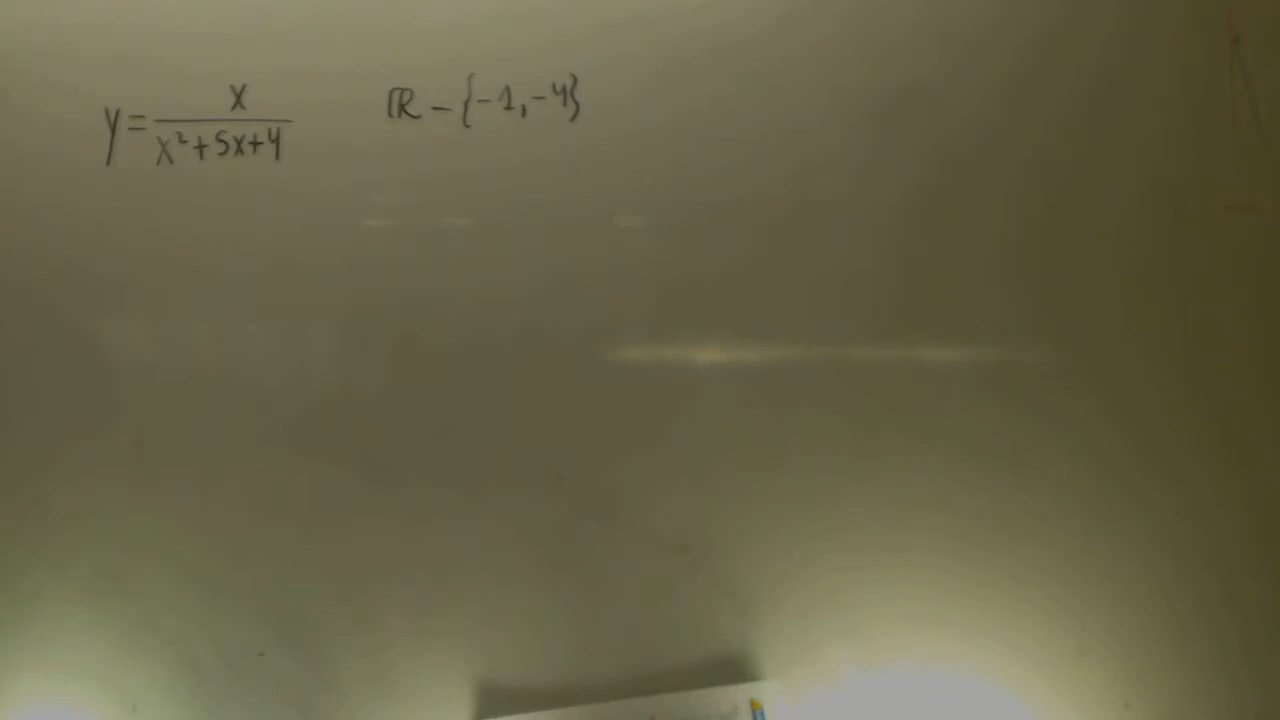 y = x / (x² + 5x + 4)    ℝ - {-1, -4}